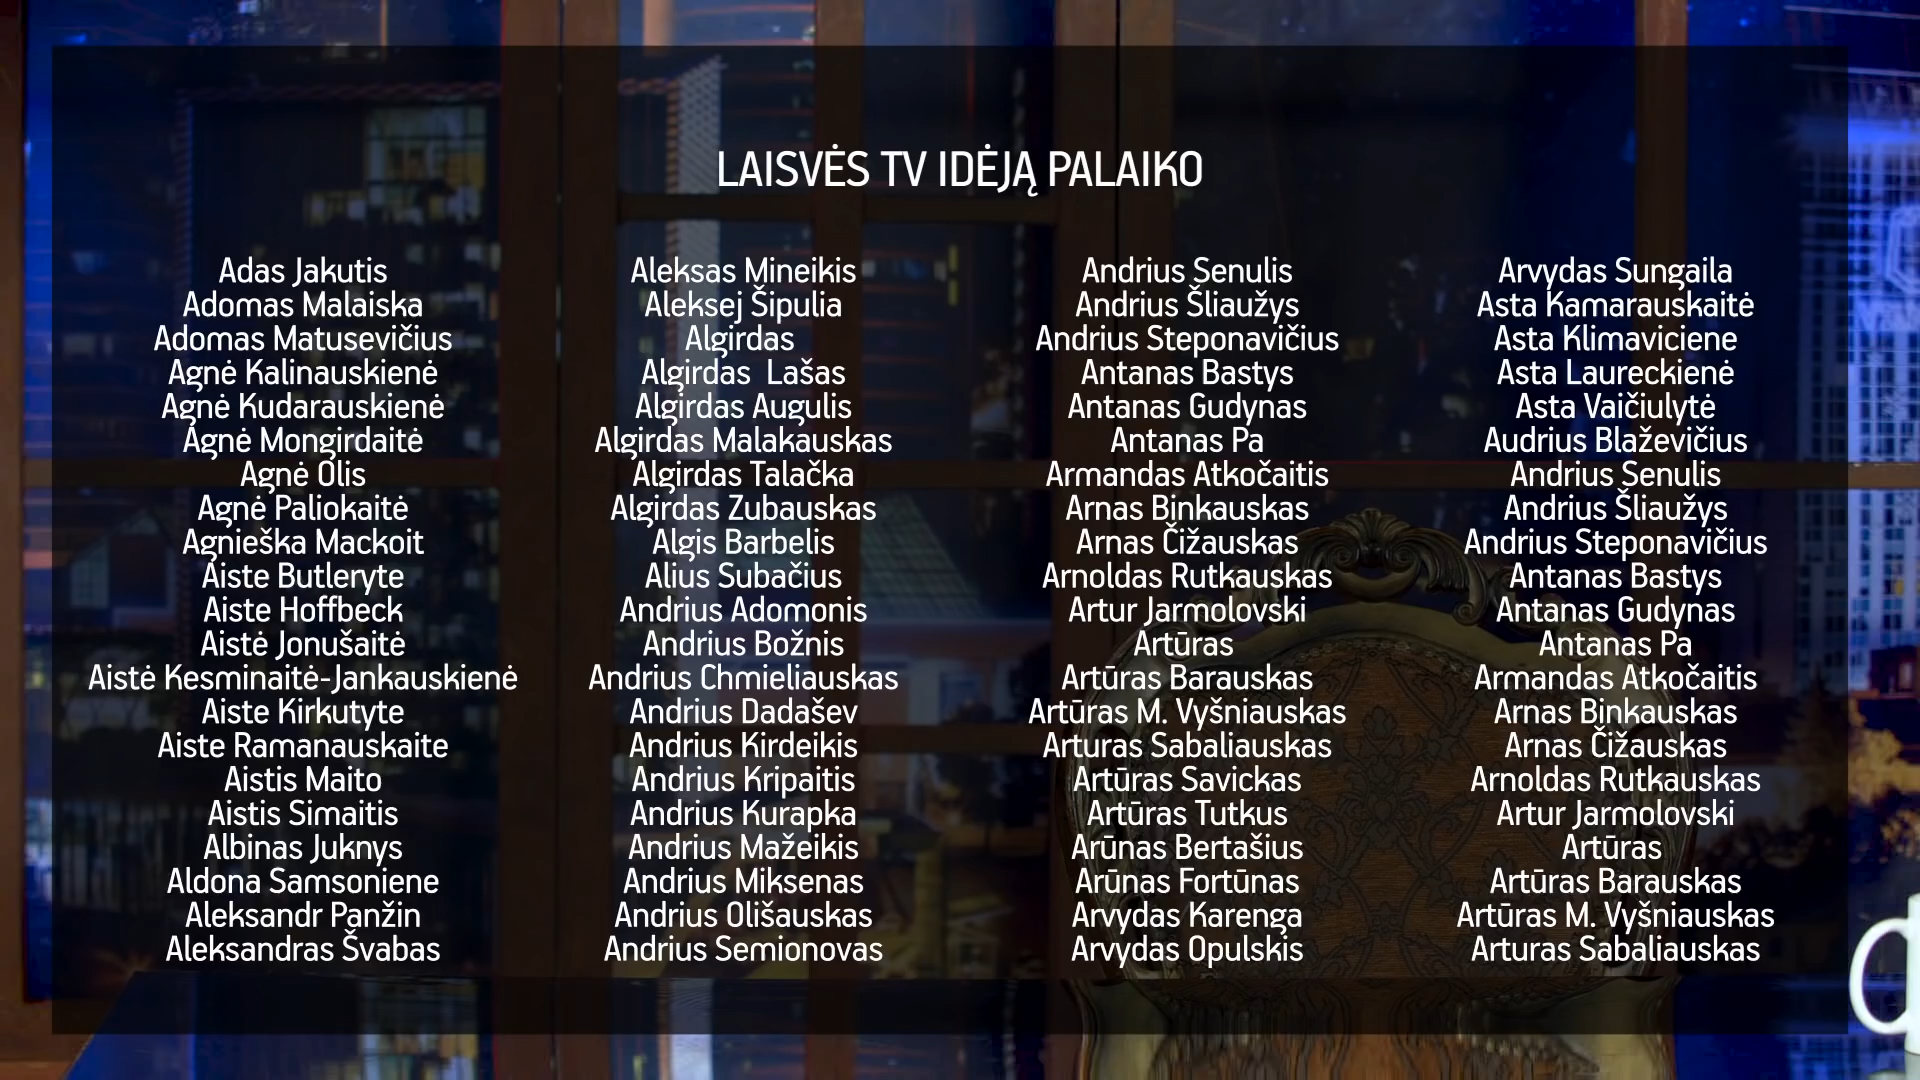 LAISVĖS TV IDĖJĄ PALAIKO
Adas Jakutis
Adomas Malaiska
Adomas Matusevičius
Agnė Kalinauskienė
Agnė Kudarauskienė
Agnė Mongirdaitė
Agnė Olis
Agnė Paliokaitė
Agnieška Mackoit
Aiste Butleryte
Aiste Hoffbeck
Aistė Jonušaitė
Aistė Kesminaitė-Jankauskienė
Aiste Kirkutyte
Aiste Ramanauskaite
Aistis Maito
Aistis Simaitis
Albinas Juknys
Aldona Samsoniene
Aleksandr Panžin
Aleksandras Švabas
Aleksas Mineikis
Aleksej Šipulia
Algirdas
Algirdas  Lašas
Algirdas Augulis
Algirdas Malakauskas
Algirdas Talačka
Algirdas Zubauskas
Algis Barbelis
Alius Subačius
Andrius Adomonis
Andrius Božnis
Andrius Chmieliauskas
Andrius Dadašev
Andrius Kirdeikis
Andrius Kripaitis
Andrius Kurapka
Andrius Mažeikis
Andrius Miksenas
Andrius Olišauskas
Andrius Semionovas
Andrius Senulis
Andrius Šliaužys
Andrius Steponavičius
Antanas Bastys
Antanas Gudynas
Antanas Pa
Armandas Atkočaitis
Arnas Binkauskas
Arnas Čižauskas
Arnoldas Rutkauskas
Artur Jarmolovski
Artūras
Artūras Barauskas
Artūras M. Vyšniauskas
Arturas Sabaliauskas
Artūras Savickas
Artūras Tutkus
Arūnas Bertašius
Arūnas Fortūnas
Arvydas Karenga
Arvydas Opulskis
Arvydas Sungaila
Asta Kamarauskaitė
Asta Klimaviciene
Asta Laureckienė
Asta Vaičiulytė
Audrius Blaževičius
Andrius Senulis
Andrius Šliaužys
Andrius Steponavičius
Antanas Bastys
Antanas Gudynas
Antanas Pa
Armandas Atkočaitis
Arnas Binkauskas
Arnas Čižauskas
Arnoldas Rutkauskas
Artur Jarmolovski
Artūras
Artūras Barauskas
Artūras M. Vyšniauskas
Arturas Sabaliauskas